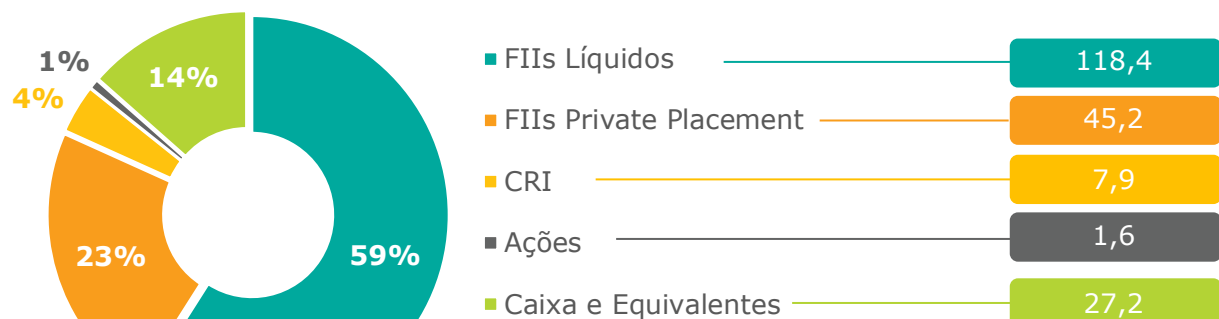 1%
4%
14%
23%
59%
FIIs Líquidos 118,4
FIIs Private Placement 45,2
CRI 7,9
Ações 1,6
Caixa e Equivalentes 27,2